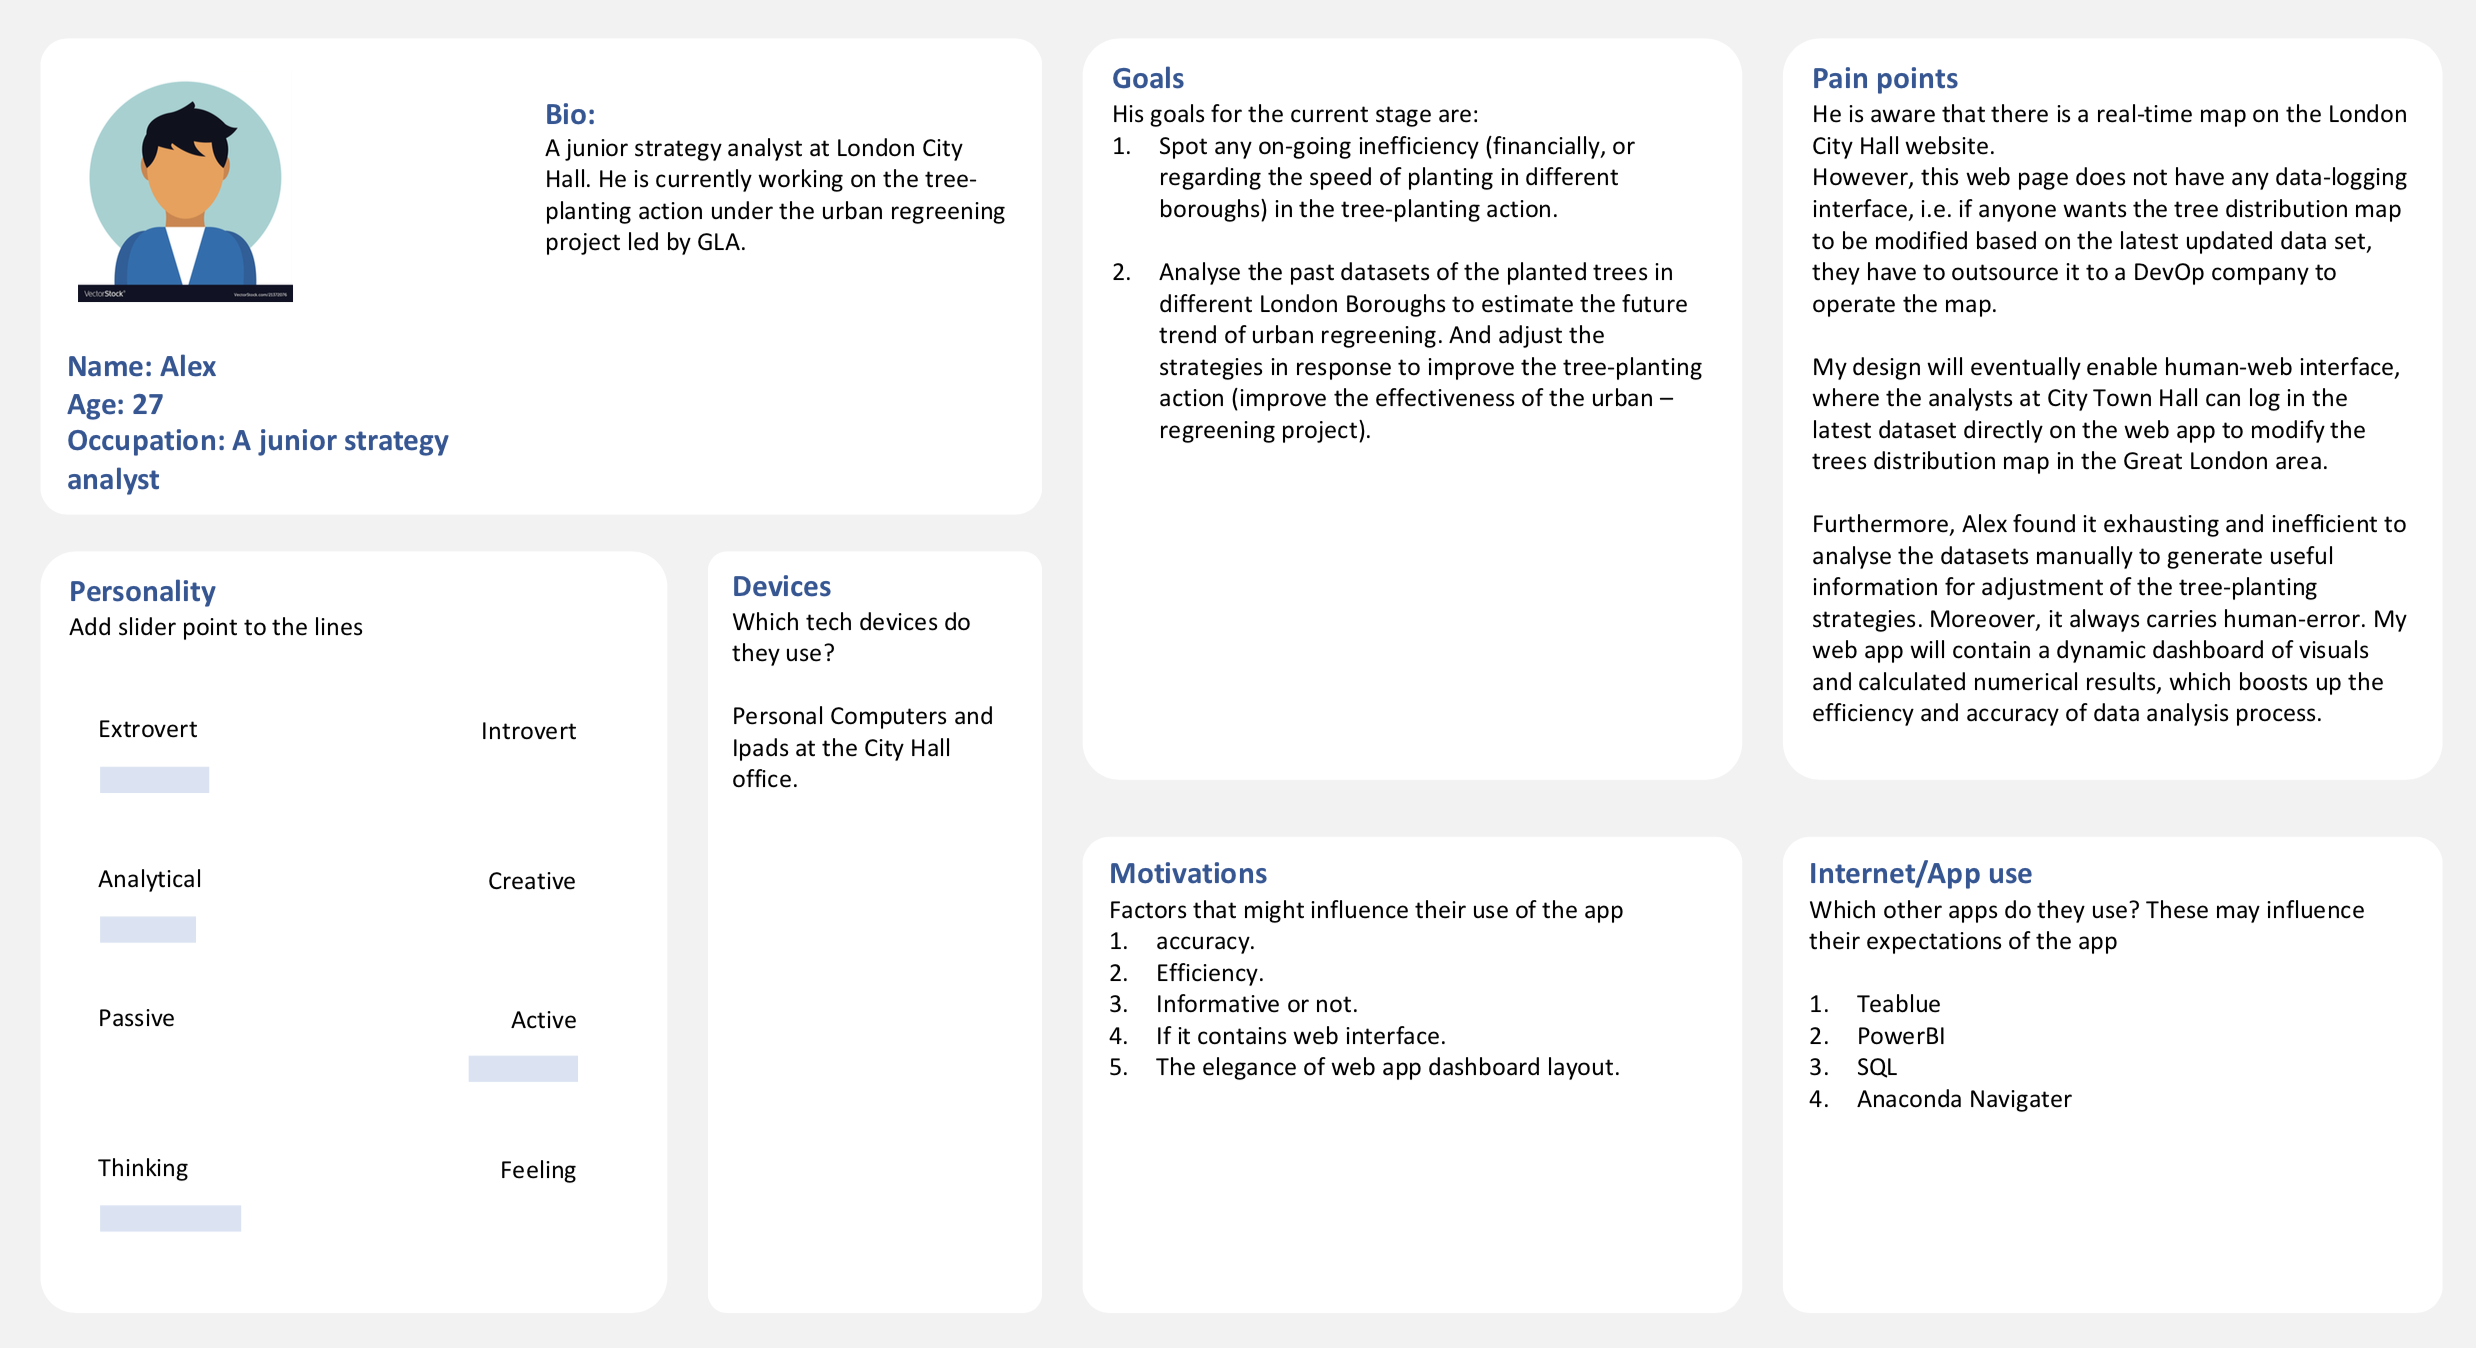 VectorStock®
VectorStock.com/21372076
Name: Alex
Age: 27
Occupation: A junior strategy
analyst
Bio:
A junior strategy analyst at London City
Hall. He is currently working on the tree-
planting action under the urban regreening
project led by GLA.
Personality
Add slider point to the lines
Extrovert Introvert
Analytical Creative
Passive Active
Thinking Feeling
Devices
Which tech devices do
they use?
Personal Computers and
Ipads at the City Hall
office.
Goals
His goals for the current stage are:
1. Spot any on-going inefficiency (financially, or
regarding the speed of planting in different
boroughs) in the tree-planting action.
2. Analyse the past datasets of the planted trees in
different London Boroughs to estimate the future
trend of urban regreening. And adjust the
strategies in response to improve the tree-planting
action (improve the effectiveness of the urban –
regreening project).
Motivations
Factors that might influence their use of the app
1. accuracy.
2. Efficiency.
3. Informative or not.
4. If it contains web interface.
5. The elegance of web app dashboard layout.
Pain points
He is aware that there is a real-time map on the London
City Hall website.
However, this web page does not have any data-logging
interface, i.e. if anyone wants the tree distribution map
to be modified based on the latest updated data set,
they have to outsource it to a DevOp company to
operate the map.
My design will eventually enable human-web interface,
where the analysts at City Town Hall can log in the
latest dataset directly on the web app to modify the
trees distribution map in the Great London area.
Furthermore, Alex found it exhausting and inefficient to
analyse the datasets manually to generate useful
information for adjustment of the tree-planting
strategies. Moreover, it always carries human-error. My
web app will contain a dynamic dashboard of visuals
and calculated numerical results, which boosts up the
efficiency and accuracy of data analysis process.
Internet/App use
Which other apps do they use? These may influence
their expectations of the app
1. Teablue
2. PowerBI
3. SQL
4. Anaconda Navigater